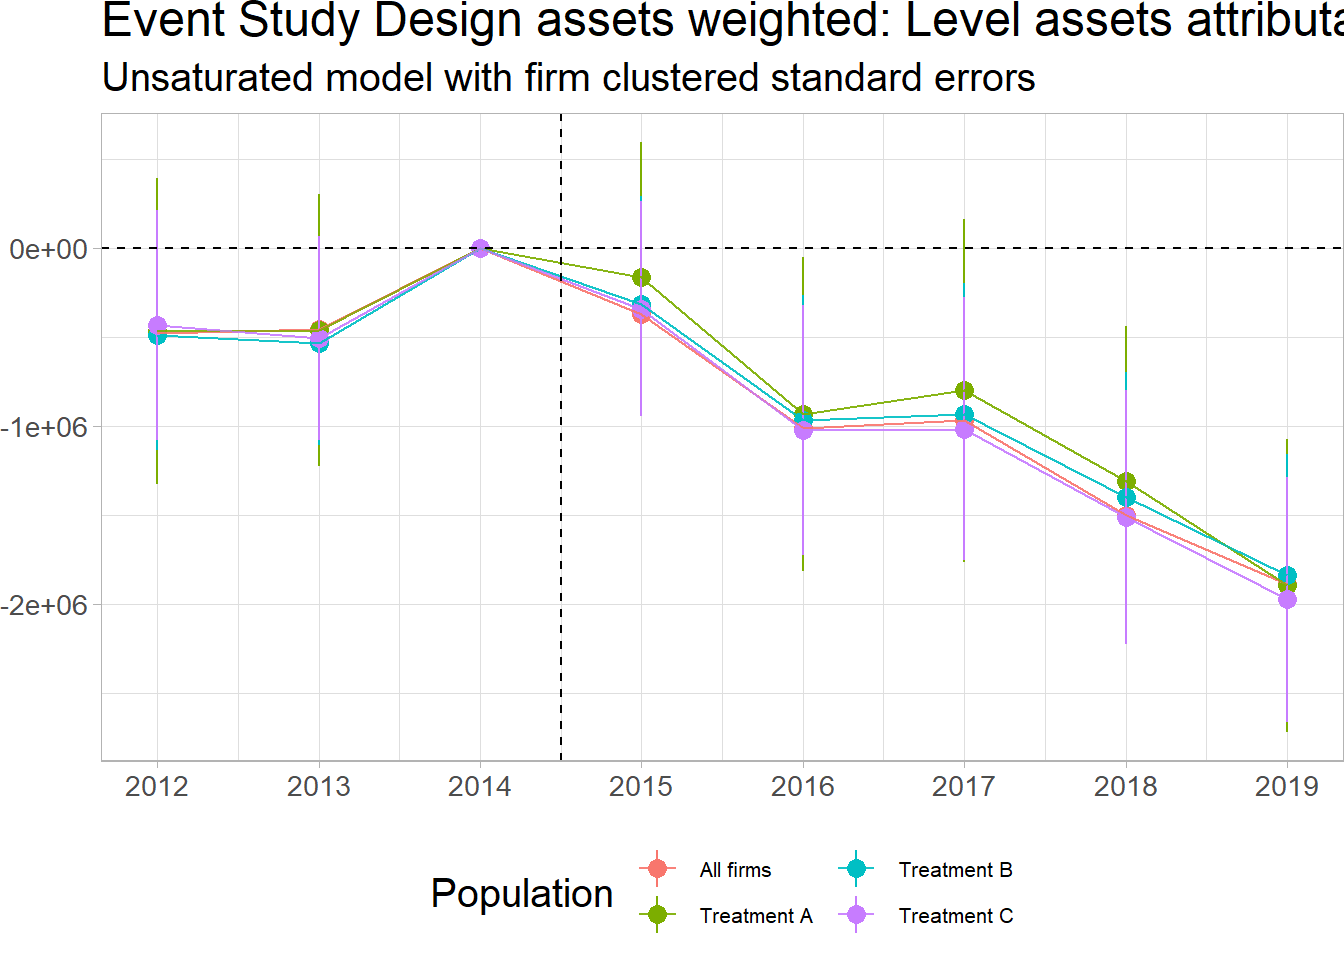 Event Study Design assets weighted: Level assets
Unsaturated model with firm clustered standard errors
0e+00
-1e+06
-2e+06
2012 2013 2014 2015 2016 2017 2018 2019
Population
All firms Treatment B
Treatment A Treatment C